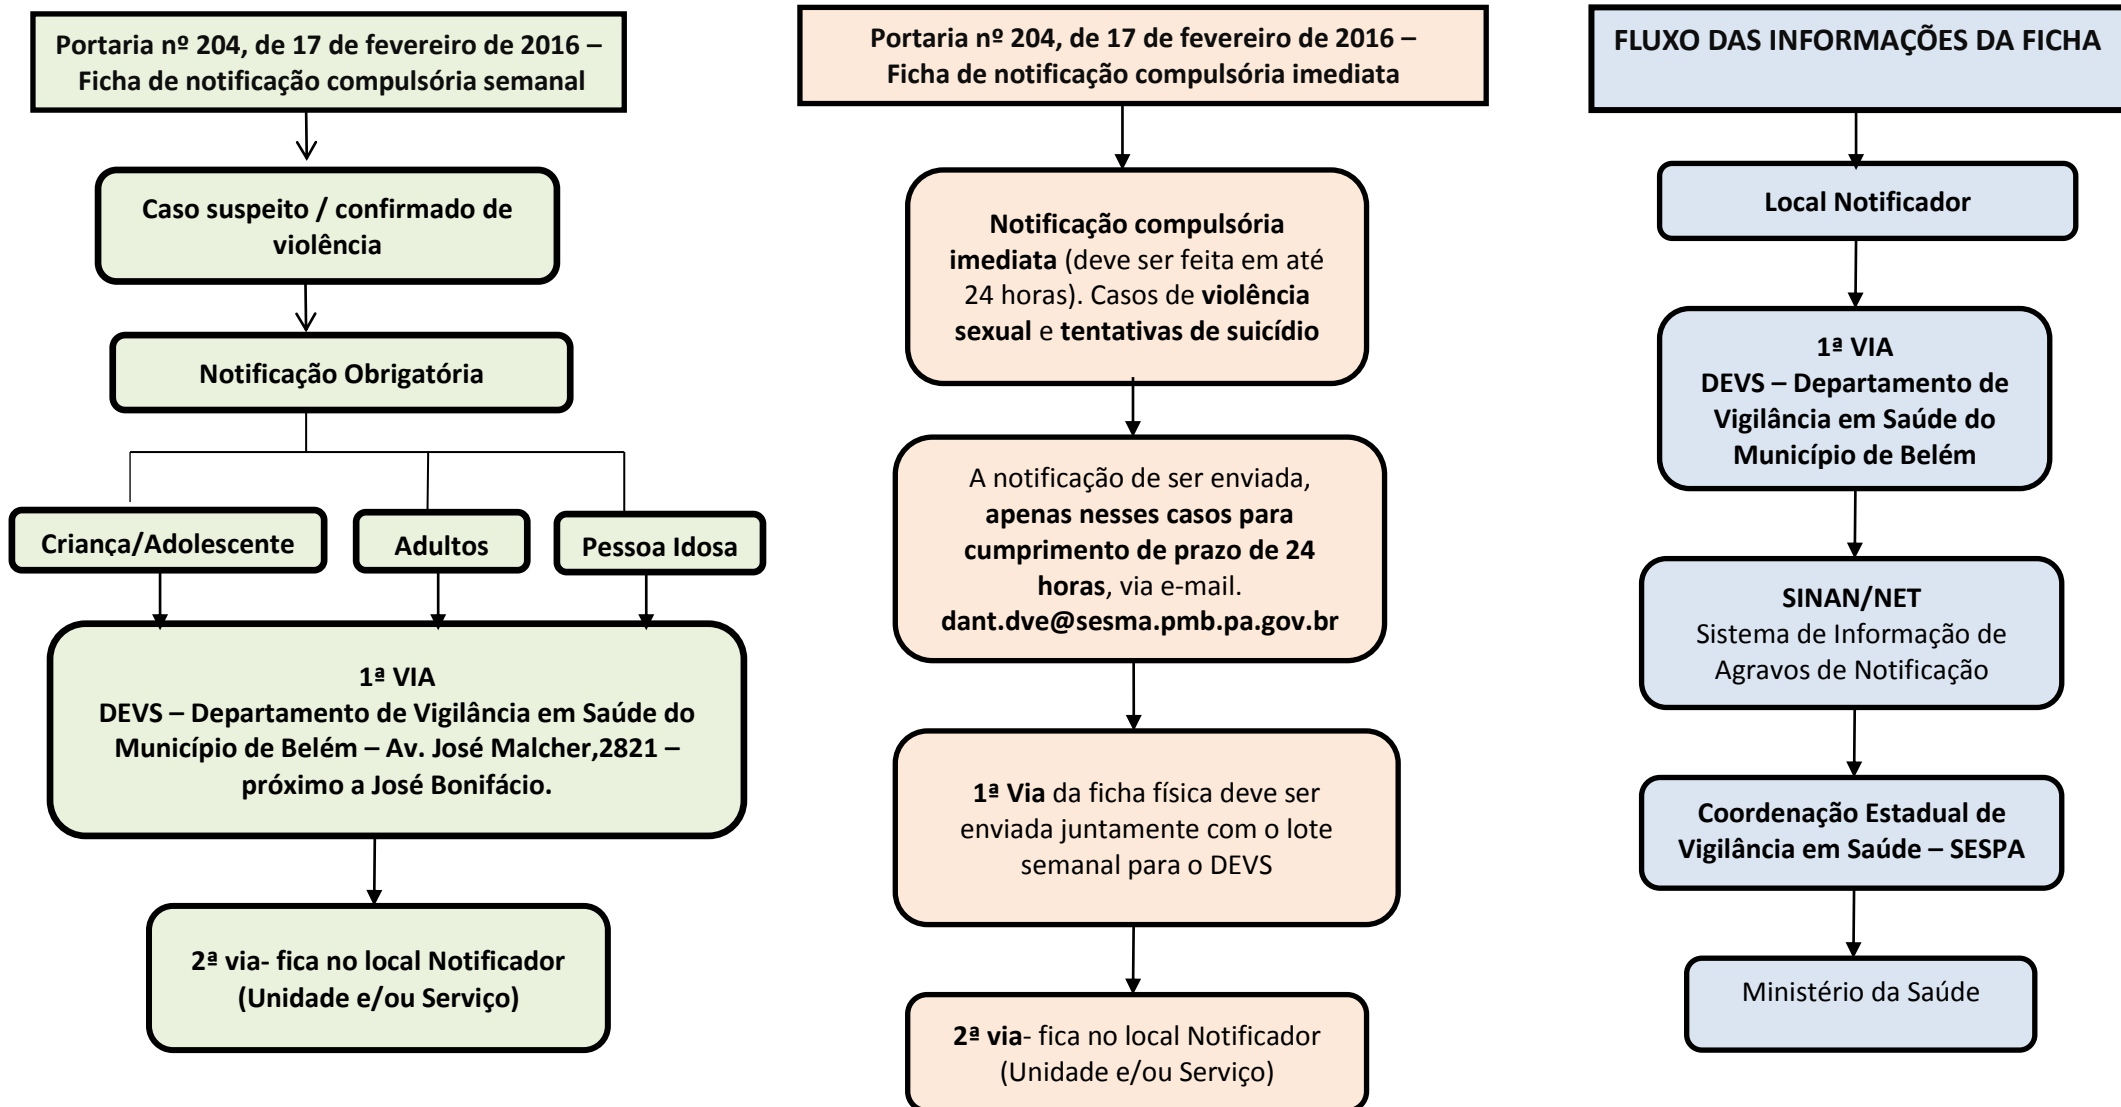 Portaria nº 204, de 17 de fevereiro de 2016 –
Ficha de notificação compulsória semanal
Caso suspeito / confirmado de
violência
Notificação Obrigatória
Criança/Adolescente
Adultos
Pessoa Idosa
1ª VIA
DEVS – Departamento de Vigilância em Saúde do
Município de Belém – Av. José Malcher,2821 –
próximo a José Bonifácio.
2ª via- fica no local Notificador
(Unidade e/ou Serviço)
Portaria nº 204, de 17 de fevereiro de 2016 –
Ficha de notificação compulsória imediata
Notificação compulsória
imediata (deve ser feita em até
24 horas). Casos de violência
sexual e tentativas de suicídio
A notificação de ser enviada,
apenas nesses casos para
cumprimento de prazo de 24
horas, via e-mail.
dant.dve@sesma.pmb.pa.gov.br
1ª Via da ficha física deve ser
enviada juntamente com o lote
semanal para o DEVS
2ª via- fica no local Notificador
(Unidade e/ou Serviço)
FLUXO DAS INFORMAÇÕES DA FICHA
Local Notificador
1ª VIA
DEVS – Departamento de
Vigilância em Saúde do
Município de Belém
SINAN/NET
Sistema de Informação de
Agravos de Notificação
Coordenação Estadual de
Vigilância em Saúde – SESPA
Ministério da Saúde